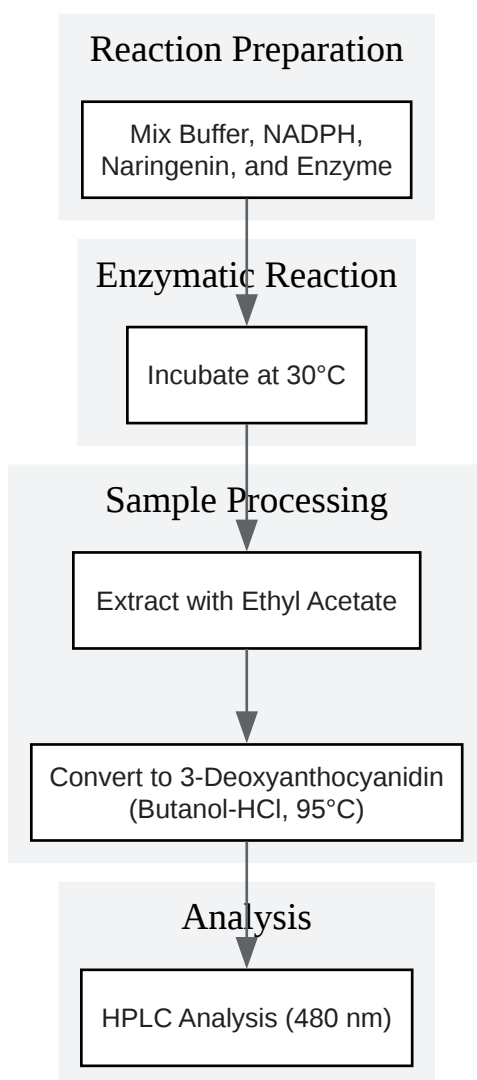 Reaction Preparation
Mix Buffer, NADPH,
Naringenin, and Enzyme
Enzymatic Reaction
Incubate at 30°C
Sample Processing
Extract with Ethyl Acetate
Convert to 3-Deoxyanthocyanidin
(Butanol-HCl, 95°C)
Analysis
HPLC Analysis (480 nm)